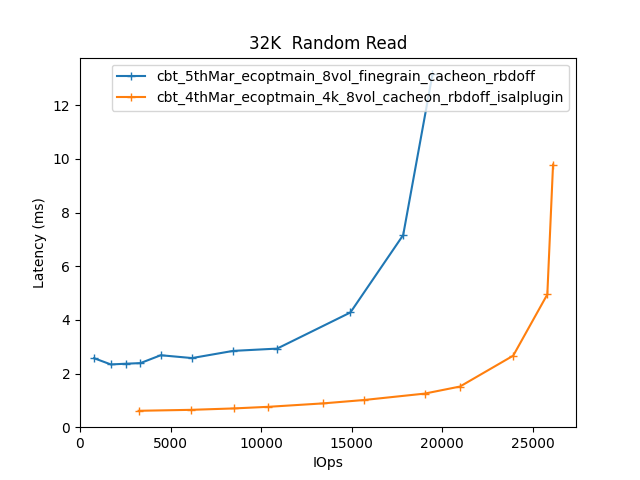 32K  Random Read
cbt_5thMar_ecoptmain_8vol_finegrain_cacheon_rbdoff
cbt_4thMar_ecoptmain_4k_8vol_cacheon_rbdoff_isalplugin
12
10
8
6
4
2
0
Latency (ms)
0 5000 10000 15000 20000 25000
IOps